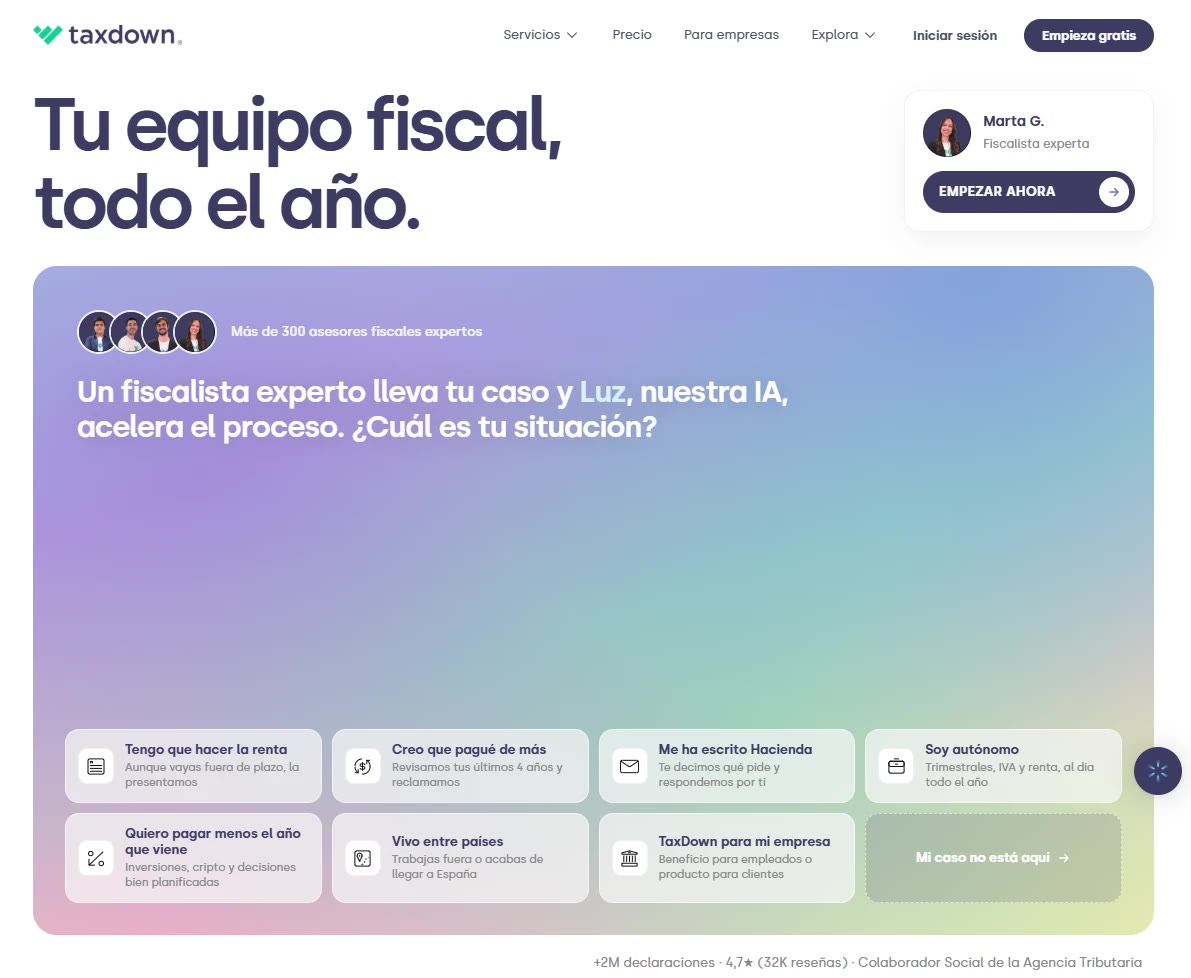 taxdown®
Servicios
Precio
Para empresas
Explora
Iniciar sesión
Empieza gratis
Tu equipo fiscal,
todo el año.
Marta G.
Fiscalista experta
EMPEZAR AHORA
Más de 300 asesores fiscales expertos
Un fiscalista experto lleva tu caso y Luz, nuestra IA,
acelera el proceso. ¿Cuál es tu situación?
Tengo que hacer la renta
Aunque vayas fuera de plazo, la
presentamos
Creo que pagué de más
Revisamos tus últimos 4 años y
reclamamos
Me ha escrito Hacienda
Te decimos qué pide y
respondemos por ti
Soy autónomo
Trimestrales, IVA y renta, al día
todo el año
Quiero pagar menos el año
que viene
Inversiones, cripto y decisiones
bien planificadas
Vivo entre países
Trabajas fuera o acabas de
llegar a España
TaxDown para mi empresa
Beneficio para empleados o
producto para clientes
Mi caso no está aquí →
+2M declaraciones · 4,7★ (32K reseñas) · Colaborador Social de la Agencia Tributaria